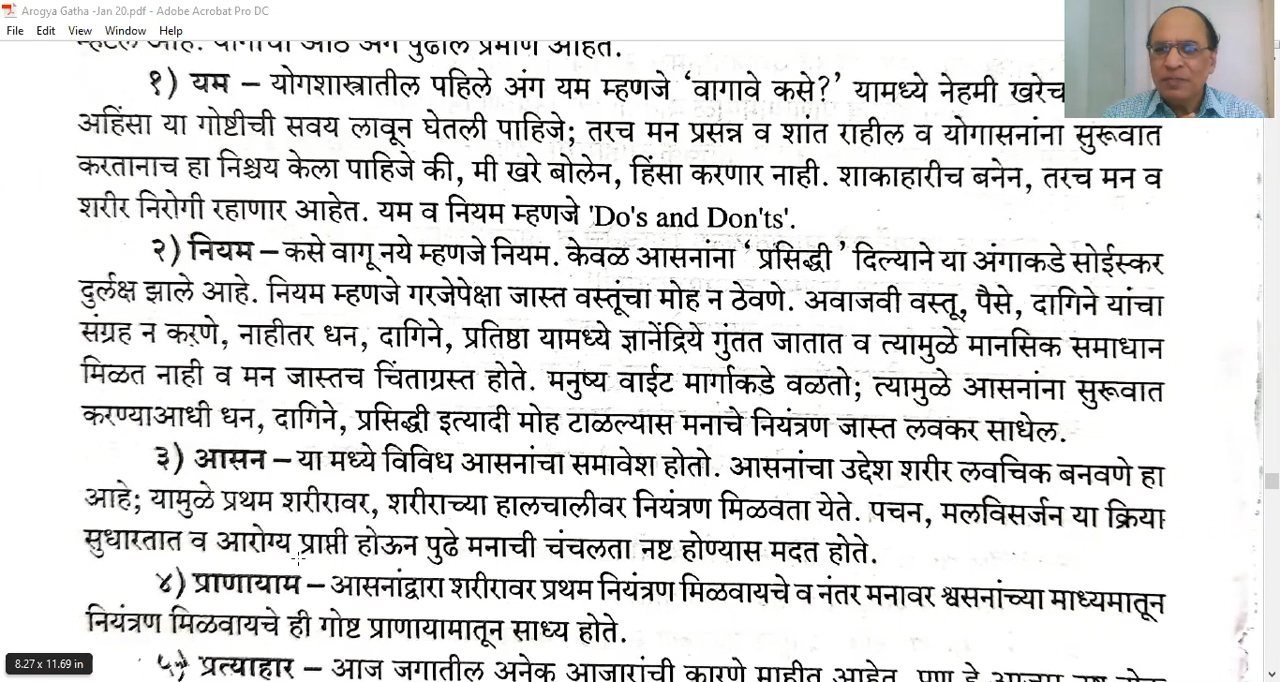 Arogya Gatha -Jan 20.pdf - Adobe Acrobat Pro DC
File Edit View Window Help
म्हटले आहे. योगाची आठ अंगे पुढील प्रमाणे आहेत.
१) यम – योगशास्त्रातील पहिले अंग यम म्हणजे ‘वागावे कसे?’ यामध्ये नेहमी खरेच
अहिंसा या गोष्टीची सवय लावून घेतली पाहिजे; तरच मन प्रसन्न व शांत राहील व योगासनांना सुरूवात
करतानाच हा निश्चय केला पाहिजे की, मी खरे बोलेन, हिंसा करणार नाही. शाकाहारीच बनेन, तरच मन व
शरीर निरोगी रहाणार आहेत. यम व नियम म्हणजे 'Do's and Don'ts'.
२) नियम – कसे वागू नये म्हणजे नियम. केवळ आसनांना ‘ प्रसिद्धी ’ दिल्याने या अंगाकडे सोईस्कर
दुर्लक्ष झाले आहे. नियम म्हणजे गरजेपेक्षा जास्त वस्तूंचा मोह न ठेवणे. अवाजवी वस्तू, पैसे, दागिने यांचा
संग्रह न करणे, नाहीतर धन, दागिने, प्रतिष्ठा यामध्ये ज्ञानेंद्रिये गुंतत जातात व त्यामुळे मानसिक समाधान
मिळत नाही व मन जास्तच चिंताग्रस्त होते. मनुष्य वाईट मार्गाकडे वळतो; त्यामुळे आसनांना सुरूवात
करण्याआधी धन, दागिने, प्रसिद्धी इत्यादी मोह टाळल्यास मनाचे नियंत्रण जास्त लवकर साधेल.
३) आसन – या मध्ये विविध आसनांचा समावेश होतो. आसनांचा उद्देश शरीर लवचिक बनवणे हा
आहे; यामुळे प्रथम शरीरावर, शरीराच्या हालचालीवर नियंत्रण मिळवता येते. पचन, मलविसर्जन या क्रिया
सुधारतात व आरोग्य प्राप्ती होऊन पुढे मनाची चंचलता नष्ट होण्यास मदत होते.
४) प्राणायाम – आसनांद्वारा शरीरावर प्रथम नियंत्रण मिळवायचे व नंतर मनावर श्वसनांच्या माध्यमातून
नियंत्रण मिळवायचे ही गोष्ट प्राणायामातून साध्य होते.
५) प्रत्याहार – आज जगातील अनेक आजारांची कारणे माहीत आहेत, पण हे
8.27 x 11.69 in